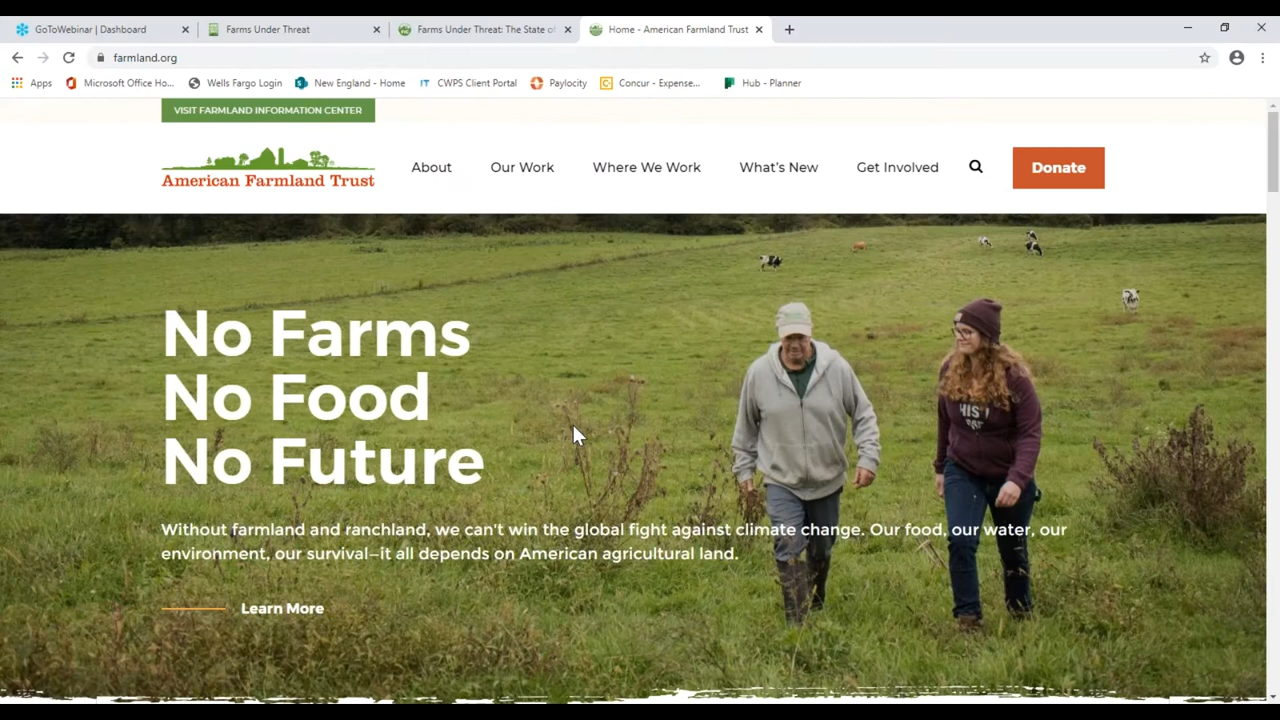 GoToWebinar | Dashboard
Farms Under Threat
Farms Under Threat: The State of
Home - American Farmland Trust
farmland.org
Apps
Microsoft Office Ho...
Wells Fargo Login
New England - Home
IT CWPS Client Portal
Paylocity
Concur - Expense...
Hub - Planner
VISIT FARMLAND INFORMATION CENTER
American Farmland Trust
About
Our Work
Where We Work
What's New
Get Involved
Donate
No Farms
No Food
No Future
Without farmland and ranchland, we can't win the global fight against climate change. Our food, our water, our
environment, our survival—it all depends on American agricultural land.
Learn More